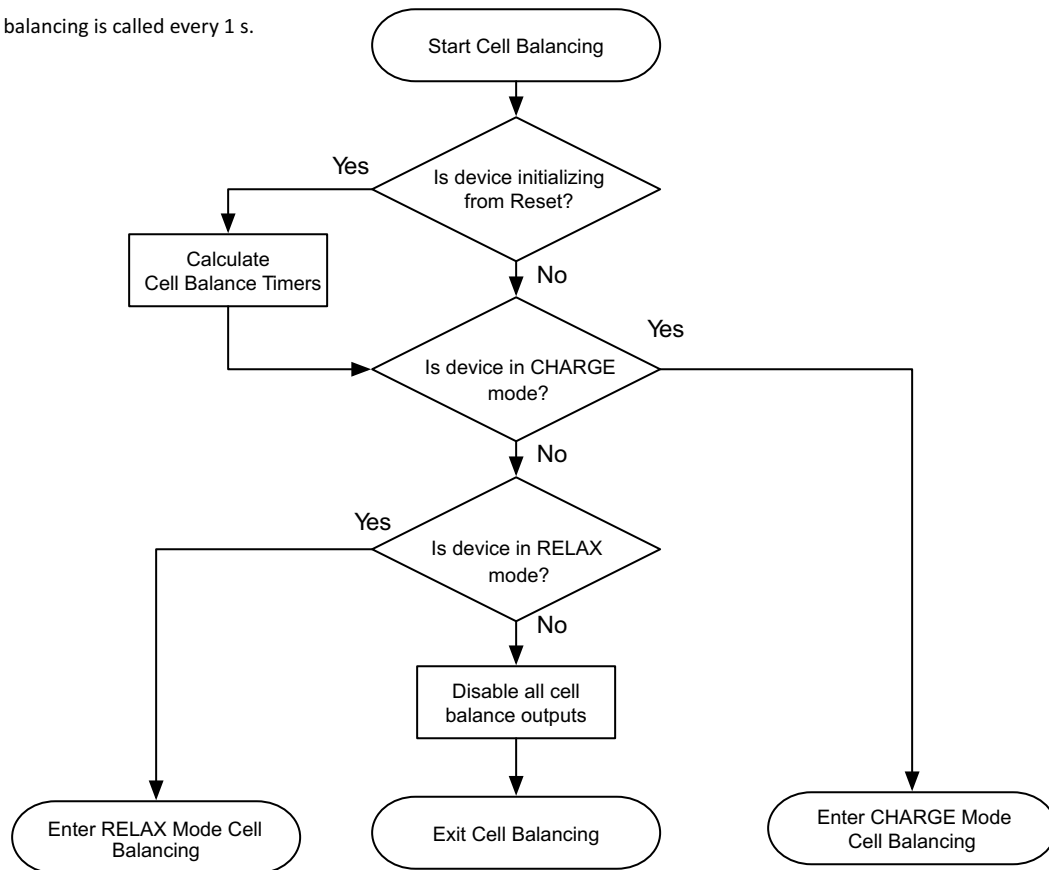 balancing is called every 1 s.
Start Cell Balancing
Yes
Is device initializing
from Reset?
Calculate
Cell Balance Timers
No
Yes
Is device in CHARGE
mode?
No
Yes
Is device in RELAX
mode?
No
Disable all cell
balance outputs
Enter RELAX Mode Cell
Balancing
Exit Cell Balancing
Enter CHARGE Mode
Cell Balancing